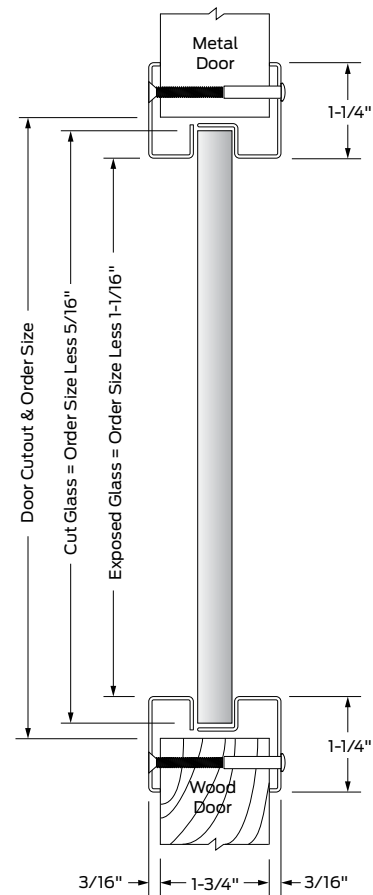 Metal
Door
1-1/4"
Door Cutout & Order Size
Cut Glass = Order Size Less 5/16"
Exposed Glass = Order Size Less 1-1/16"
1-1/4"
Wood
Door
3/16"
1-3/4"
3/16"